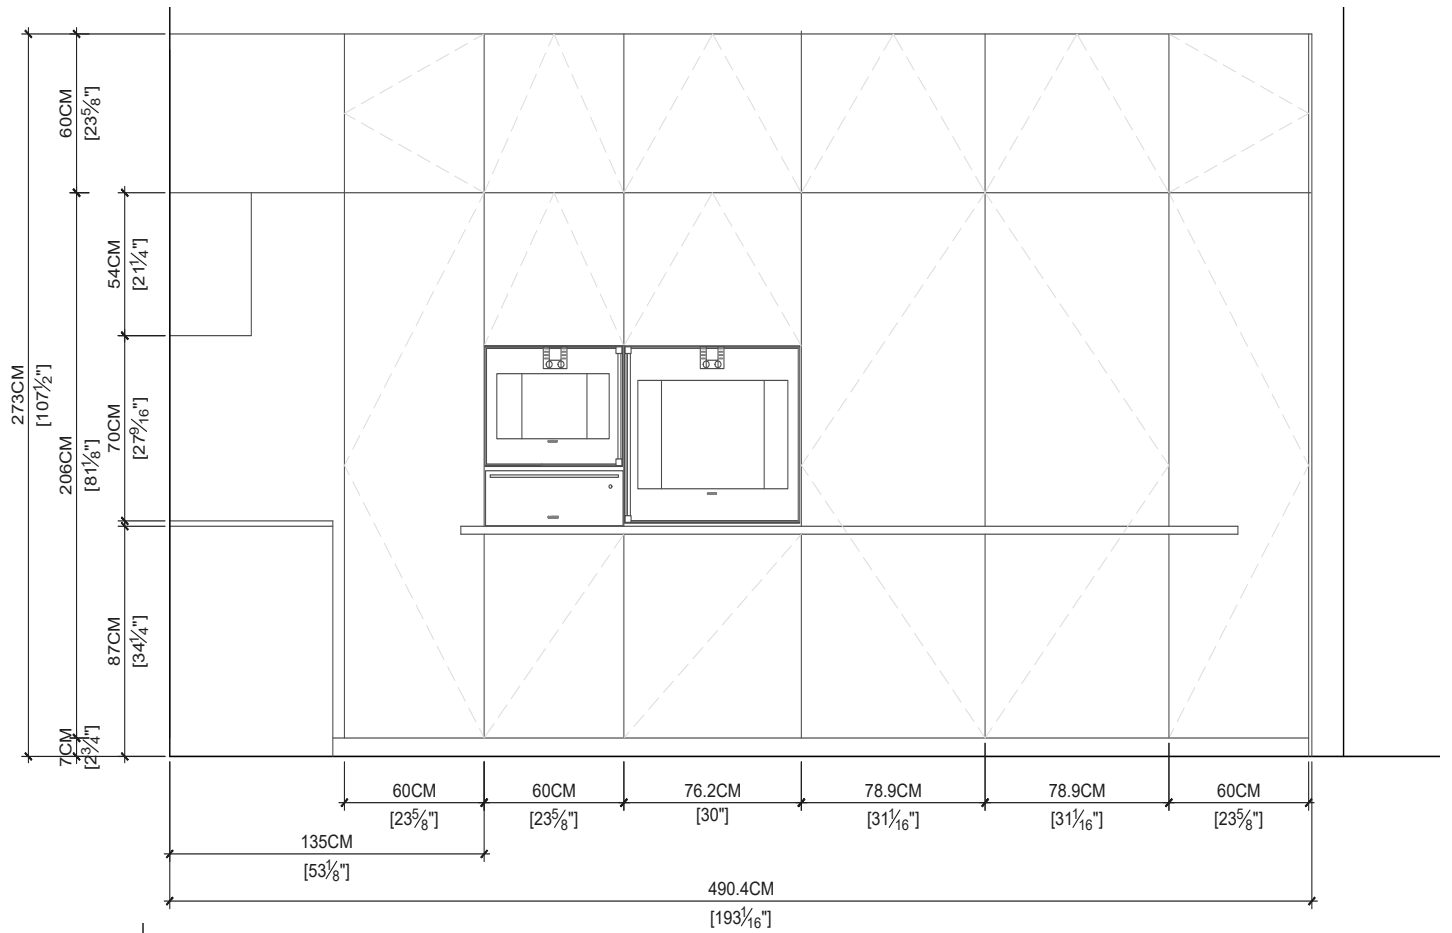 60CM
[23⅝"]
54CM
[21¼"]
273CM
[107½"]
206CM
[81⅛"]
70CM
[27⁹⁄₁₆"]
87CM
[34¼"]
7CM
[2¾"]
60CM
[23⅝"]
60CM
[23⅝"]
76.2CM
[30"]
78.9CM
[31¹⁄₁₆"]
78.9CM
[31¹⁄₁₆"]
60CM
[23⅝"]
135CM
[53⅛"]
490.4CM
[193¹⁄₁₆"]